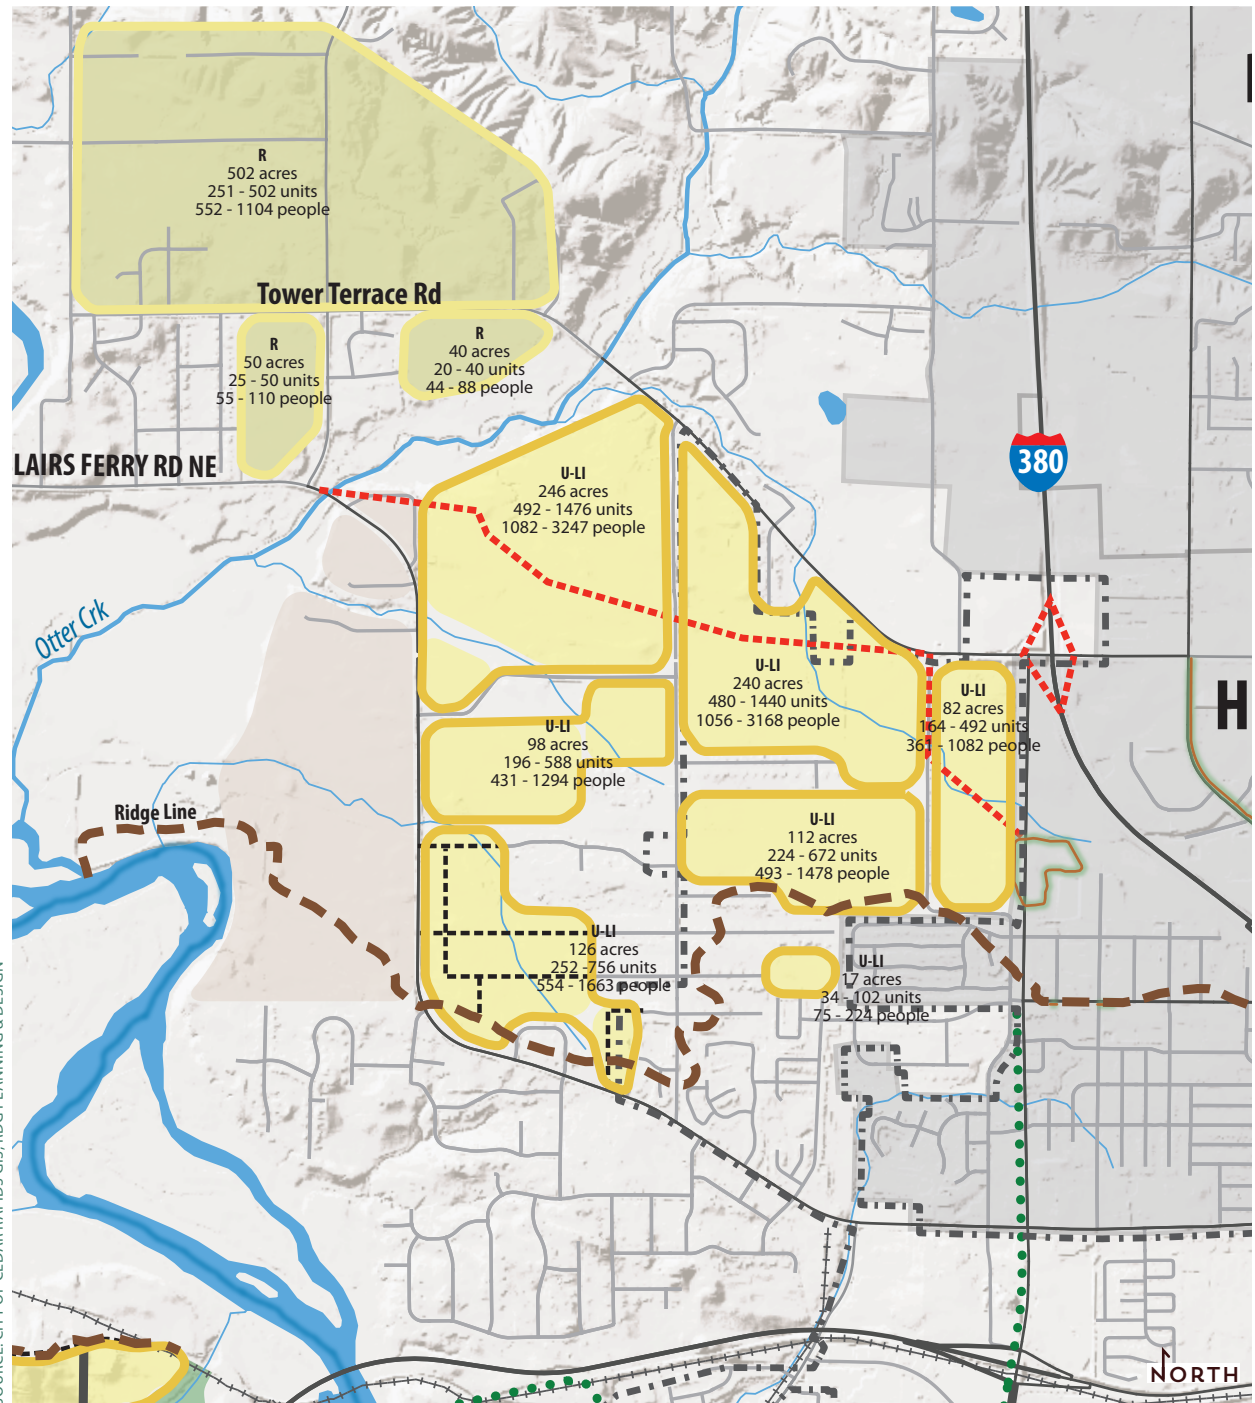 R
502 acres
251 - 502 units
552 - 1104 people
Tower Terrace Rd
R
50 acres
25 - 50 units
55 - 110 people
R
40 acres
20 - 40 units
44 - 88 people
LAIRS FERRY RD NE
380
U-LI
246 acres
492 - 1476 units
1082 - 3247 people
Otter Crk
U-LI
240 acres
480 - 1440 units
1056 - 3168 people
U-LI
82 acres
164 - 492 units
361 - 1082 people
H
U-LI
98 acres
196 - 588 units
431 - 1294 people
Ridge Line
U-LI
112 acres
224 - 672 units
493 - 1478 people
U-LI
126 acres
252 -756 units
554 - 1663 people
U-LI
17 acres
34 - 102 units
75 - 224 people
NORTH